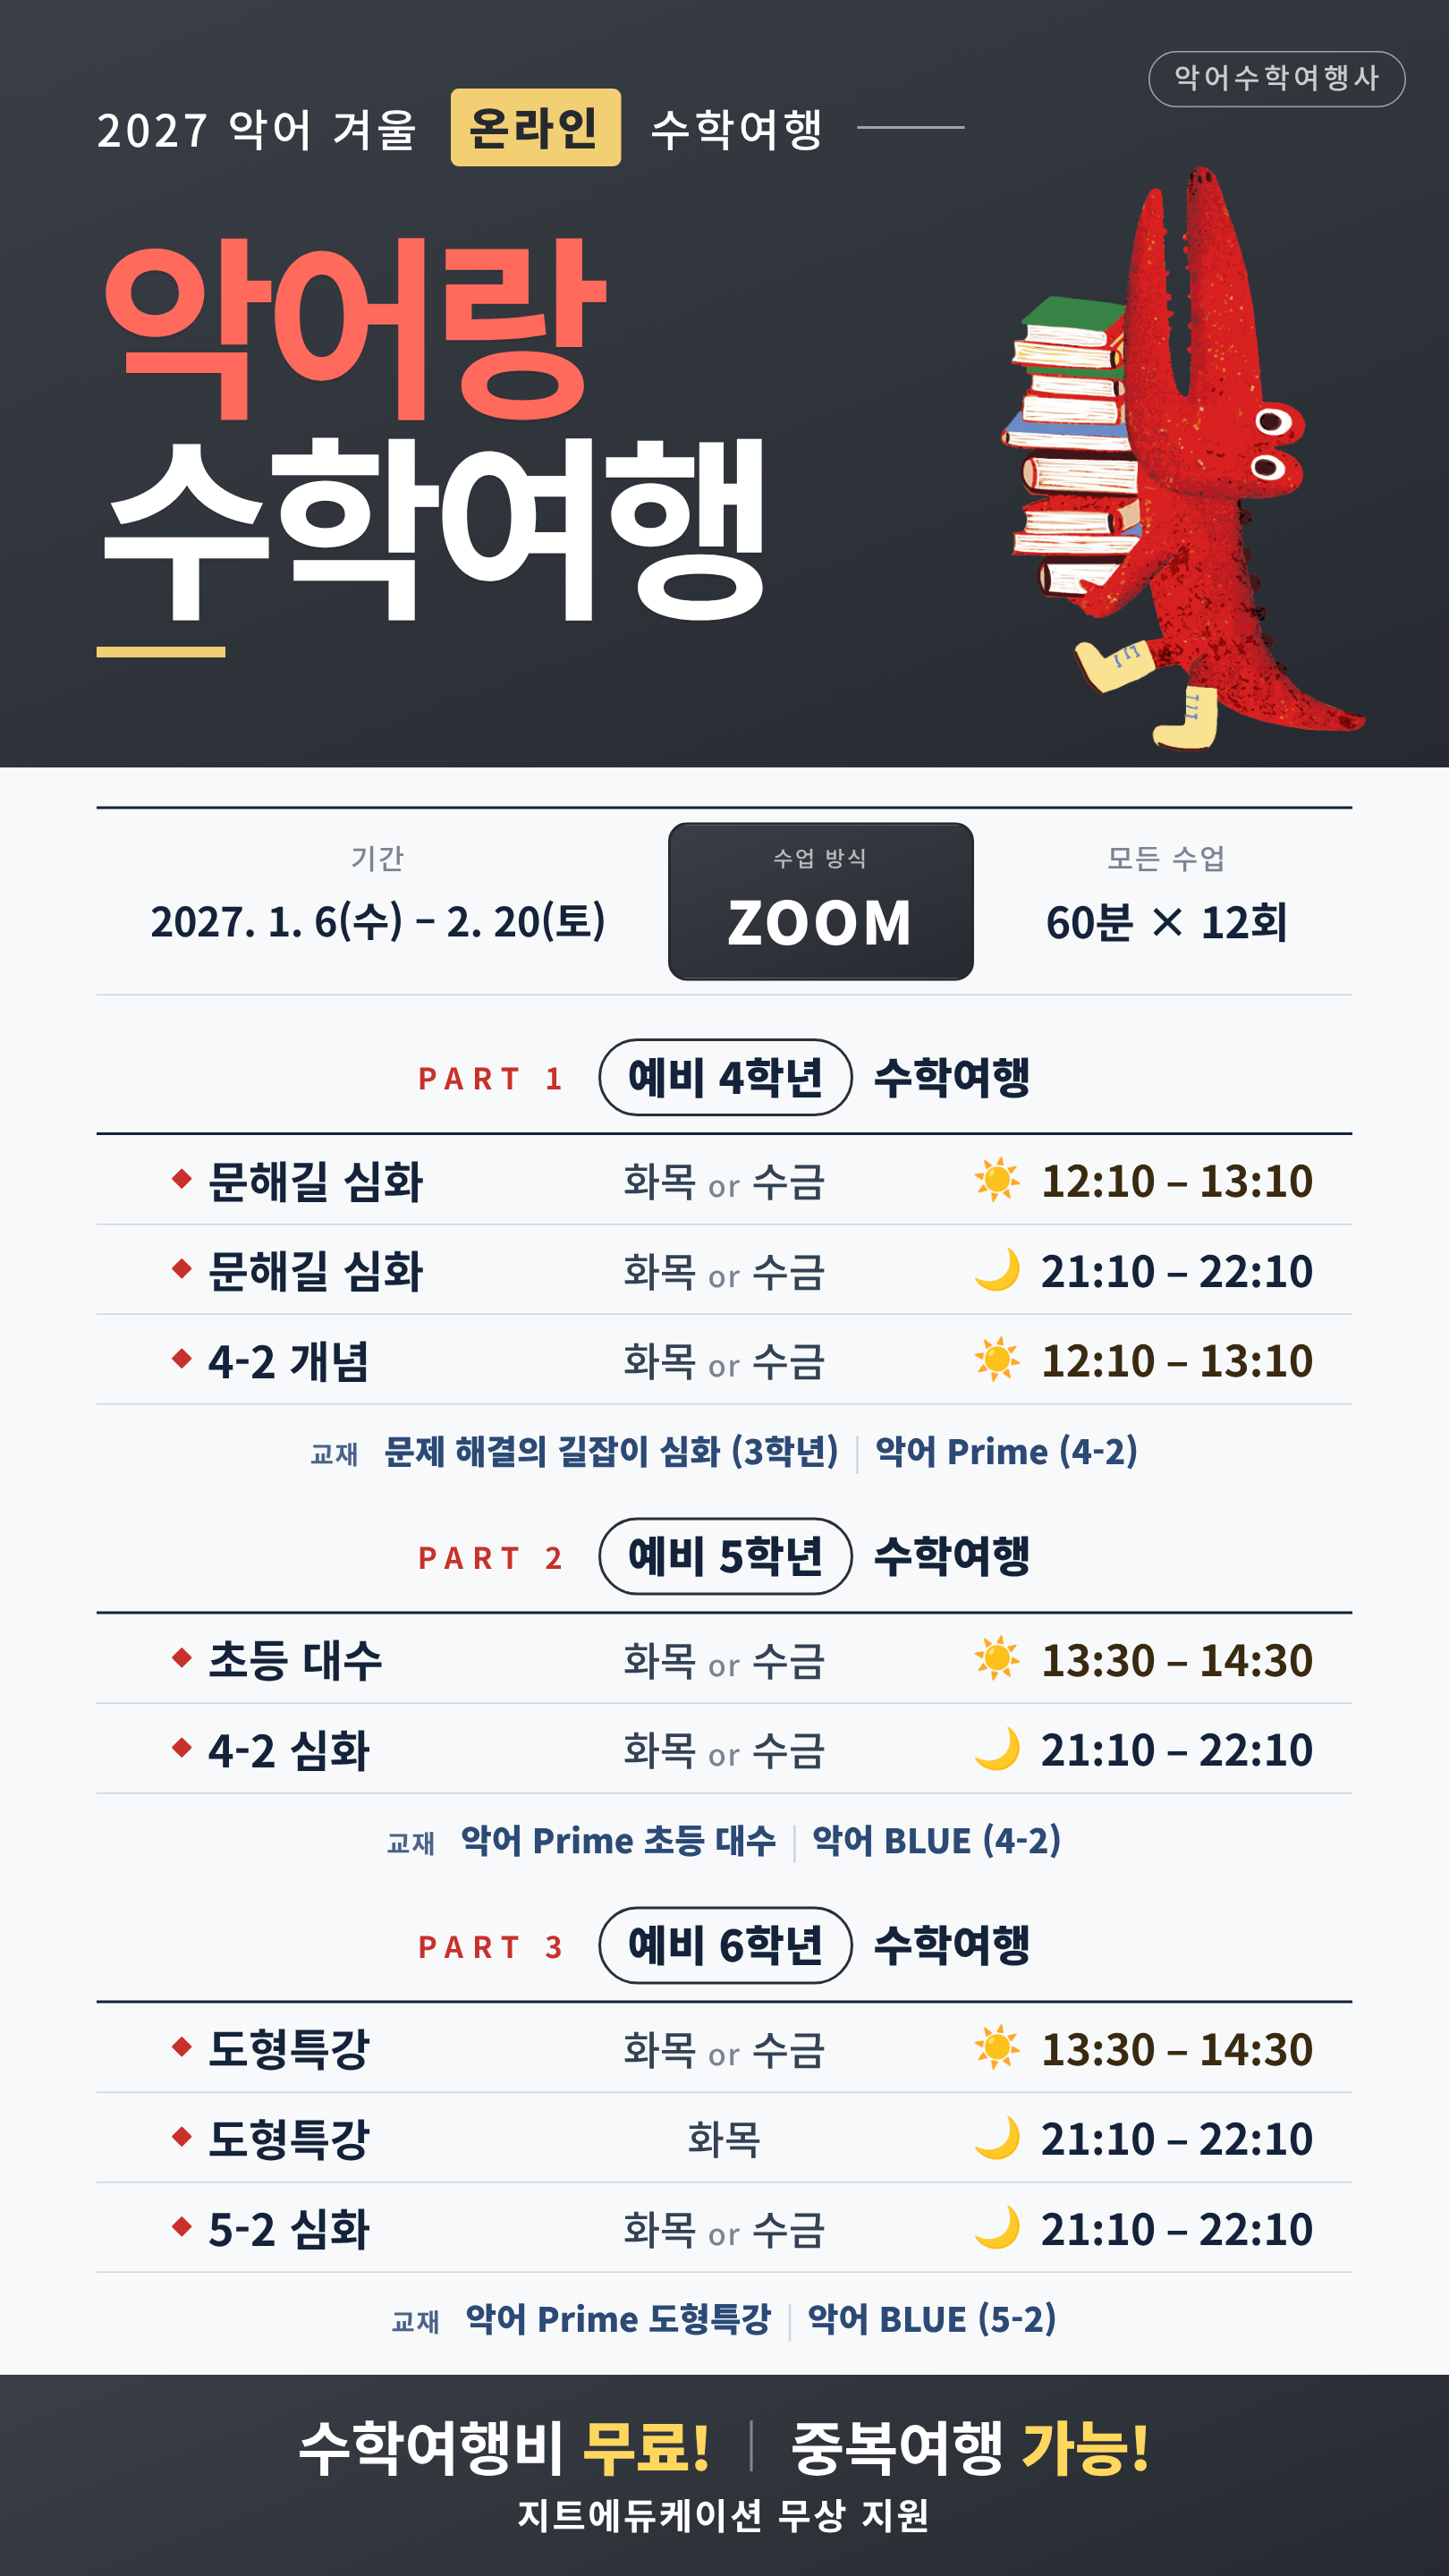 악어수학여행사
2027 악어 겨울 온라인 수학여행
악어랑
수학여행
기간
2027. 1. 6(수) – 2. 20(토)
수업 방식
ZOOM
모든 수업
60분 × 12회
PART 1 예비 4학년 수학여행
문해길 심화 화목 or 수금 12:10 – 13:10
문해길 심화 화목 or 수금 21:10 – 22:10
4-2 개념 화목 or 수금 12:10 – 13:10
교재 문제 해결의 길잡이 심화 (3학년) | 악어 Prime (4-2)
PART 2 예비 5학년 수학여행
초등 대수 화목 or 수금 13:30 – 14:30
4-2 심화 화목 or 수금 21:10 – 22:10
교재 악어 Prime 초등 대수 | 악어 BLUE (4-2)
PART 3 예비 6학년 수학여행
도형특강 화목 or 수금 13:30 – 14:30
도형특강 화목 21:10 – 22:10
5-2 심화 화목 or 수금 21:10 – 22:10
교재 악어 Prime 도형특강 | 악어 BLUE (5-2)
수학여행비 무료! | 중복여행 가능!
지트에듀케이션 무상 지원